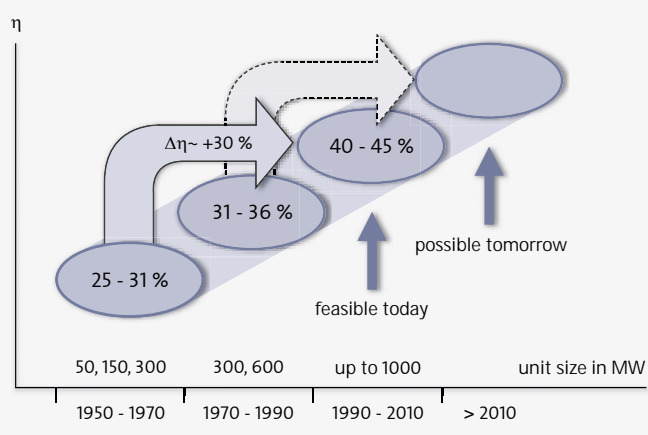 η
Δη~ +30 %
40 - 45 %
31 - 36 %
possible tomorrow
25 - 31 %
feasible today
50, 150, 300
300, 600
up to 1000
unit size in MW
1950 - 1970
1970 - 1990
1990 - 2010
> 2010